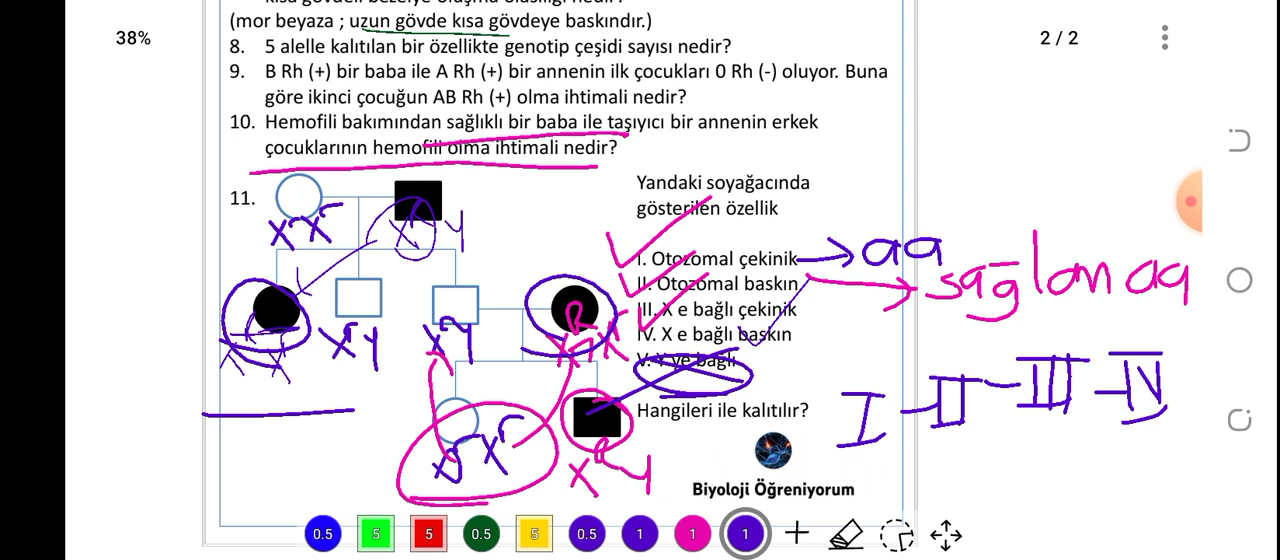 (mor beyaza ; uzun gövde kısa gövdeye baskındır.)
38%
2 / 2
8. 5 alelle kalıtılan bir özellikte genotip çeşidi sayısı nedir?
9. B Rh (+) bir baba ile A Rh (+) bir annenin ilk çocukları 0 Rh (-) oluyor. Buna
göre ikinci çocuğun AB Rh (+) olma ihtimali nedir?
10. Hemofili bakımından sağlıklı bir baba ile taşıyıcı bir annenin erkek
çocuklarının hemofili olma ihtimali nedir?
11.
Yandaki soyağacında
gösterilen özellik
I. Otozomal çekinik
aa
II. Otozomal baskın
sağlam aa
III. X e bağlı çekinik
IV. X e bağlı baskın
V. Y ye bağlı
Hangileri ile kalıtılır?
I - II - III - IV
X^r X^r
X^R Y
X^r Y
X^r Y
X^R X^r
X^r X^r
X^R Y
Biyoloji Öğreniyorum
0.5 5 5 0.5 5 0.5 1 1 1